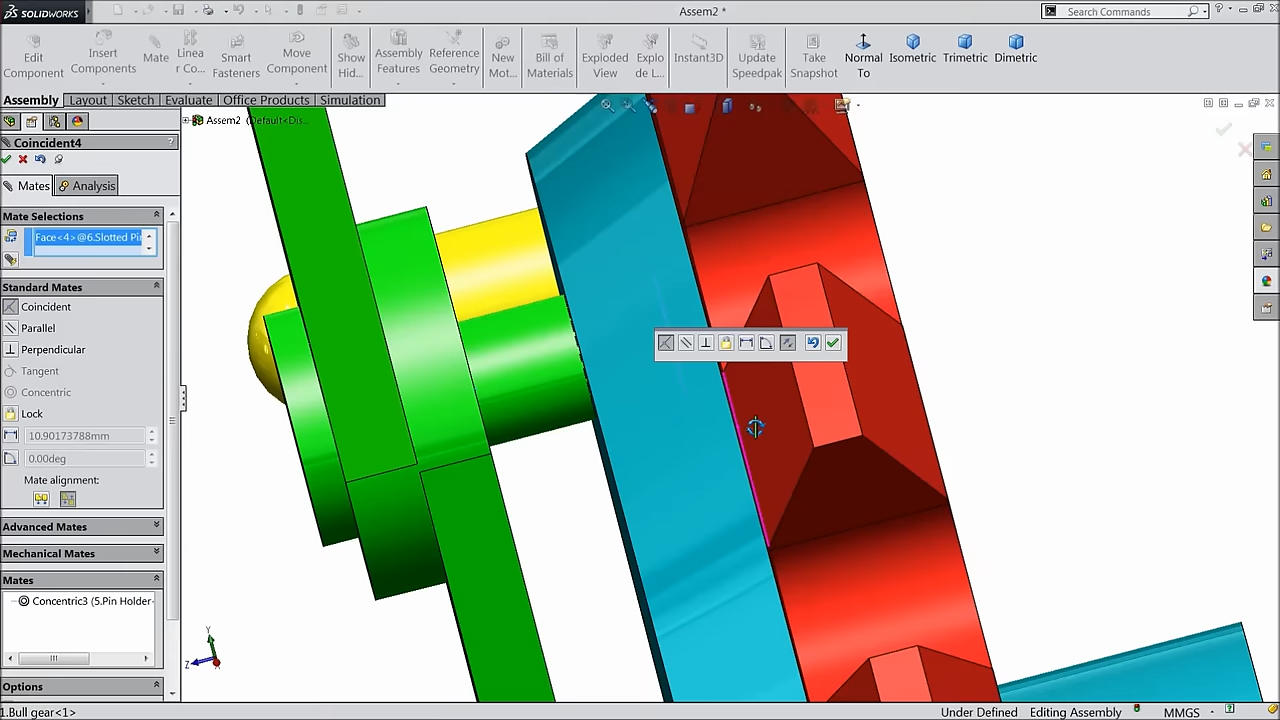 SOLIDWORKS
Assem2 *
Search Commands
Edit Component
Insert Components
Mate
Linea r Co...
Smart Fasteners
Move Component
Show Hid...
Assembly Features
Reference Geometry
New Mot...
Bill of Materials
Exploded View
Explo de L...
Instant3D
Update Speedpak
Take Snapshot
Normal To
Isometric
Trimetric
Dimetric
Assembly Layout Sketch Evaluate Office Products Simulation
Assem2 (Default<Dis...
Coincident4
?
Mates Analysis
Mate Selections
Face<4>@6.Slotted Pi
Standard Mates
Coincident
Parallel
Perpendicular
Tangent
Concentric
Lock
10.90173788mm
0.00deg
Mate alignment:
Advanced Mates
Mechanical Mates
Mates
Concentric3 (5.Pin Holder-
Options
Y
Z
1.Bull gear<1>
Under Defined Editing Assembly MMGS